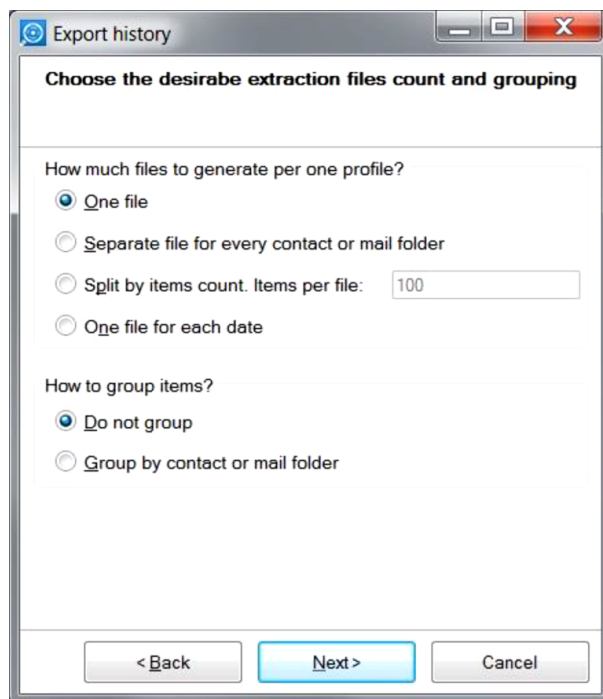 Export history
Choose the desirabe extraction files count and grouping
How much files to generate per one profile?
One file
Separate file for every contact or mail folder
Split by items count. Items per file: 100
One file for each date
How to group items?
Do not group
Group by contact or mail folder
< Back Next > Cancel